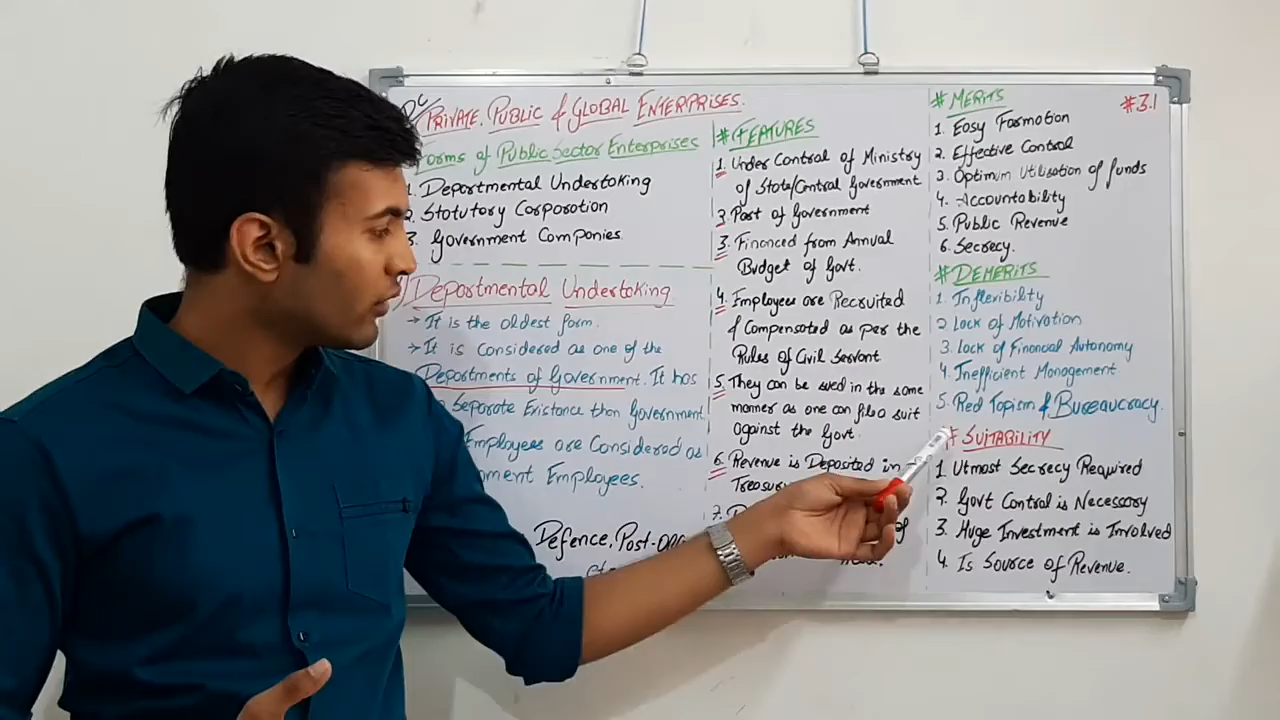 PRIVATE, PUBLIC & GLOBAL ENTERPRISES.
Forms of Public Sector Enterprises
1. Departmental Undertaking
2. Statutory Corporation
3. Government Companies.
Departmental Undertaking
→ It is the oldest form.
→ It is Considered as one of the
Departments of Government. It has
Separate Existance than Government
Employees are Considered as
Employees.
Defence, Post-
# FEATURES
1. Under Control of Ministry
of State/Central Government
2. Part of Government
3. Financed from Annual
Budget of Govt.
4. Employees are Recruited
& Compensated as per the
Rules of Civil Servant
5. They can be sued in the same
manner as one can file a suit
against the Govt.
6. Revenue is Deposited in
7.
of
# MERITS
#3.1
1. Easy Formation
2. Effective Control
3. Optimum Utilisation of funds
4. Accountability
5. Public Revenue
6. Secrecy.
# DEMERITS
1. Inflexibility
2. Lack of Motivation
3. Lack of Financial Autonomy
4. Inefficient Management
5. Red Tapism & Bureaucracy.
# SUITABILITY
1. Utmost Secrecy Required
2. Govt Control is Necessary
3. Huge Investment is Involved
4. Is Source of Revenue.